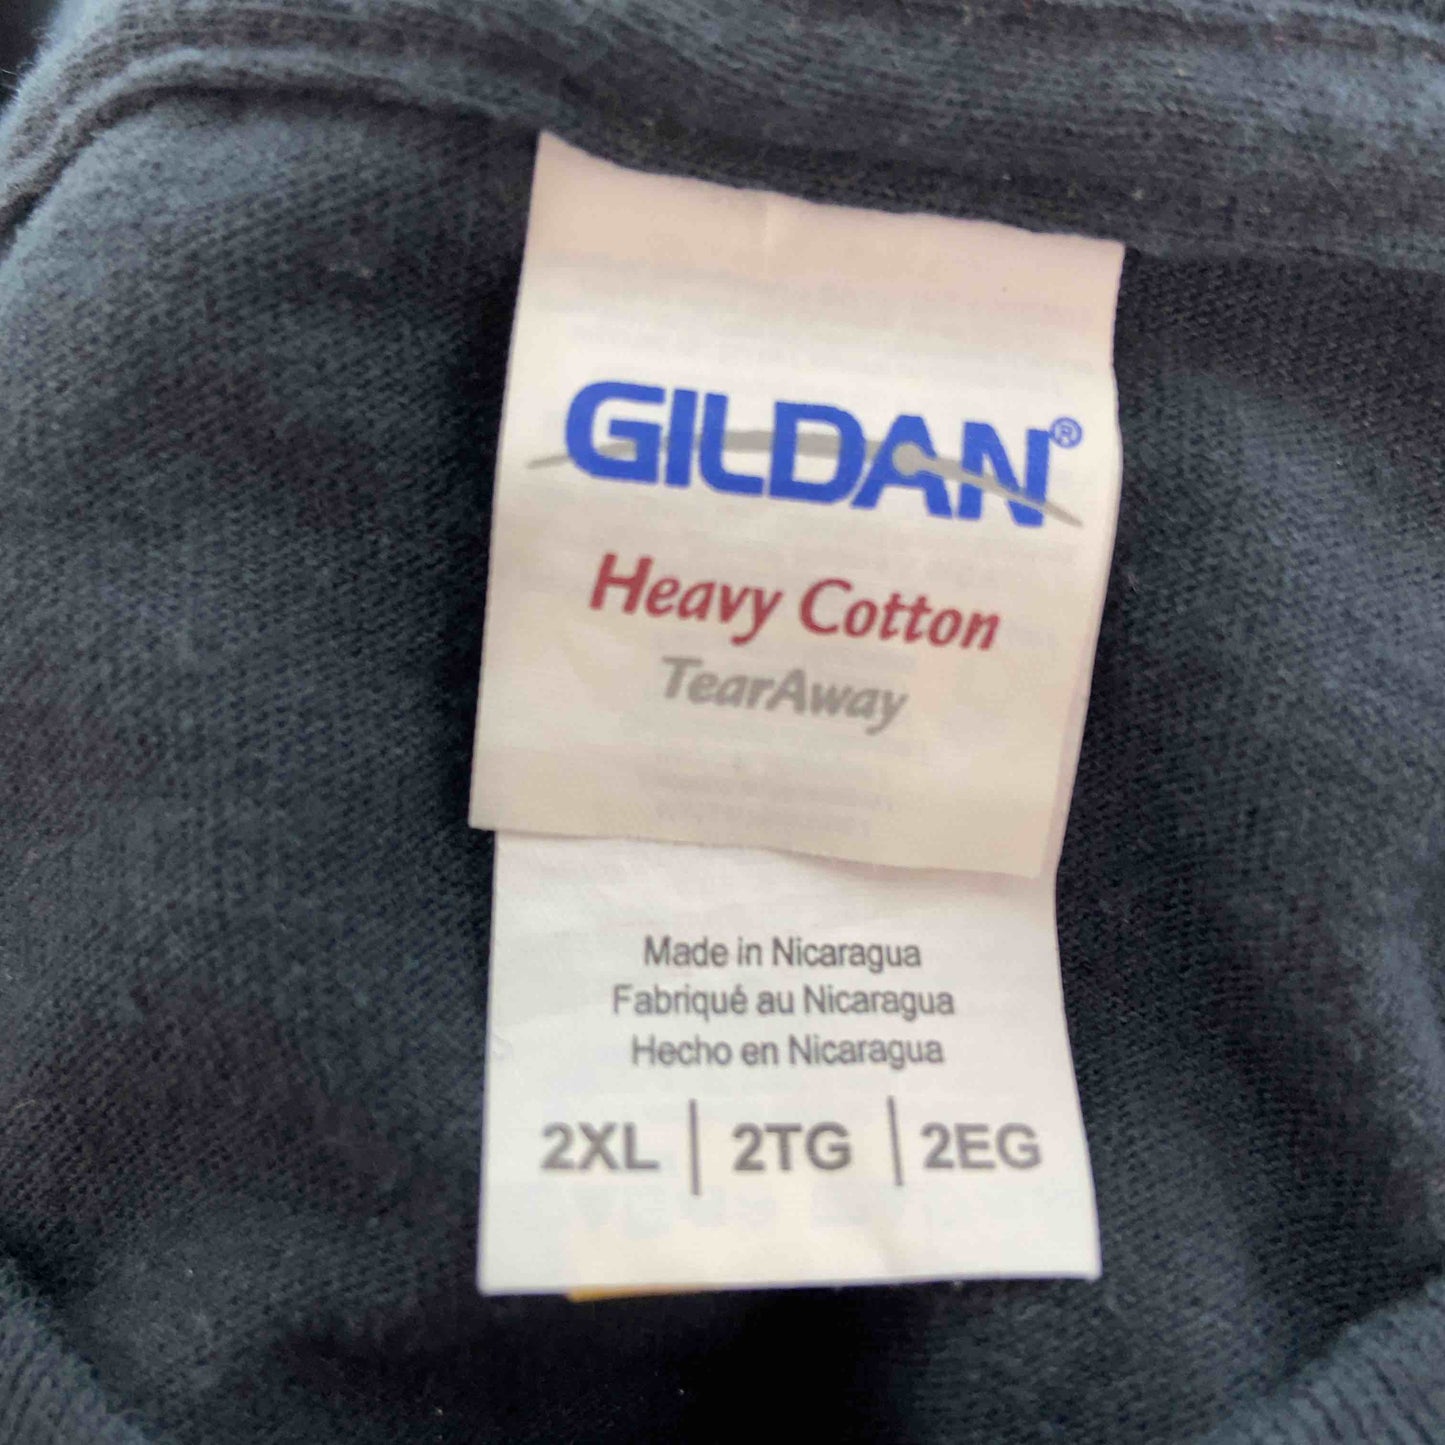 GILDAN®
Heavy Cotton
TearAway
Made in Nicaragua
Fabriqué au Nicaragua
Hecho en Nicaragua
2XL | 2TG | 2EG